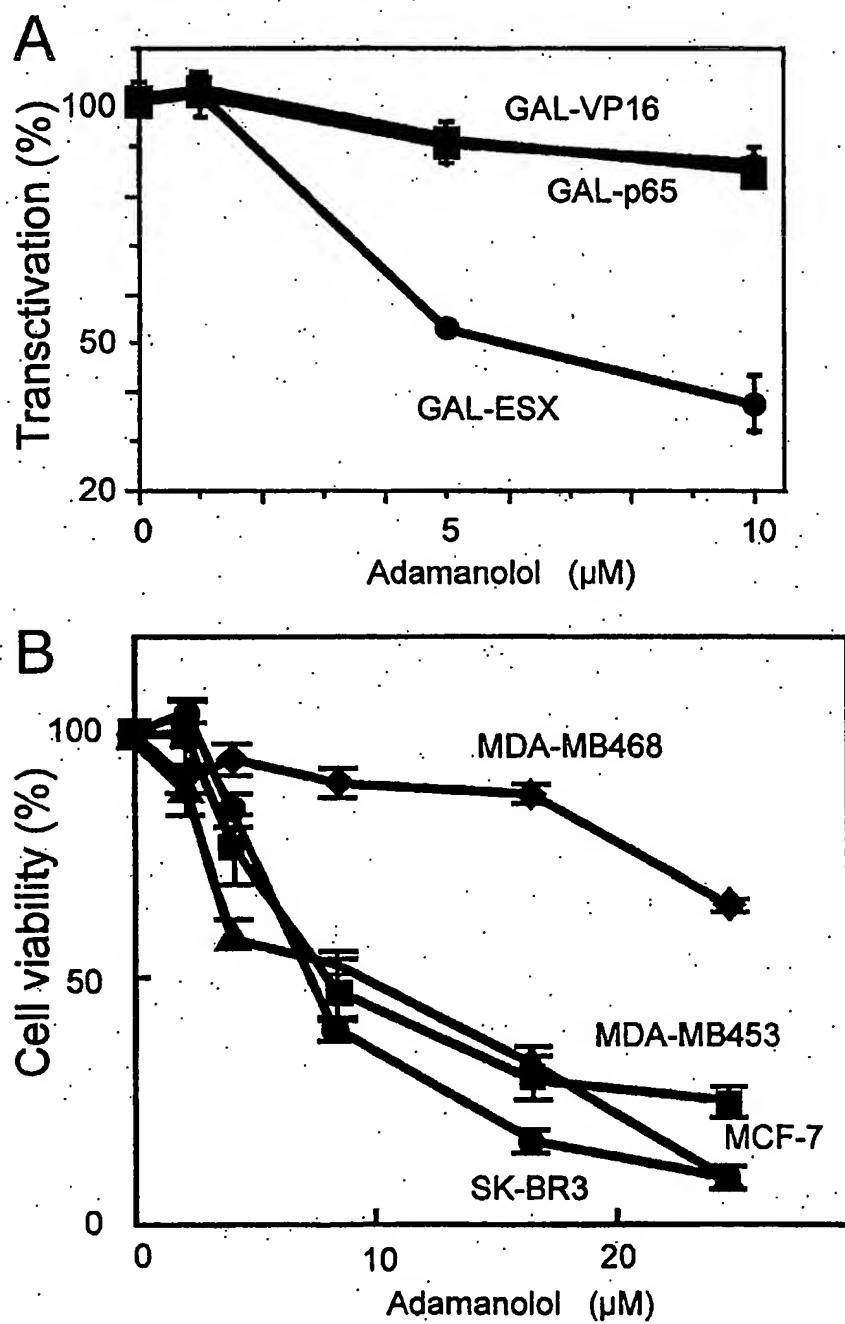 A
Transctivation (%)
100
50
20
GAL-VP16
GAL-p65
GAL-ESX
0 5 10
Adamanolol (µM)
B
Cell viability (%)
100
50
0
MDA-MB468
MDA-MB453
MCF-7
SK-BR3
0 10 20
Adamanolol (µM)